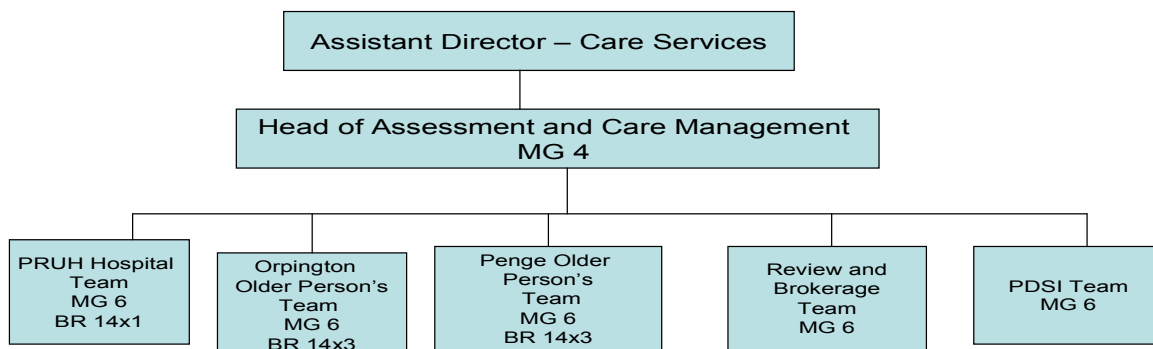 Assistant Director – Care Services
Head of Assessment and Care Management
MG 4
PRUH Hospital
Team
MG 6
BR 14x1
Orpington
Older Person's
Team
MG 6
BR 14x3
Penge Older
Person's
Team
MG 6
BR 14x3
Review and
Brokerage
Team
MG 6
PDSI Team
MG 6